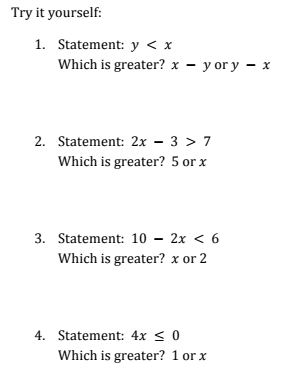 Try it yourself:
1. Statement: y < x
Which is greater? x − y or y − x
2. Statement: 2x − 3 > 7
Which is greater? 5 or x
3. Statement: 10 − 2x < 6
Which is greater? x or 2
4. Statement: 4x ≤ 0
Which is greater? 1 or x